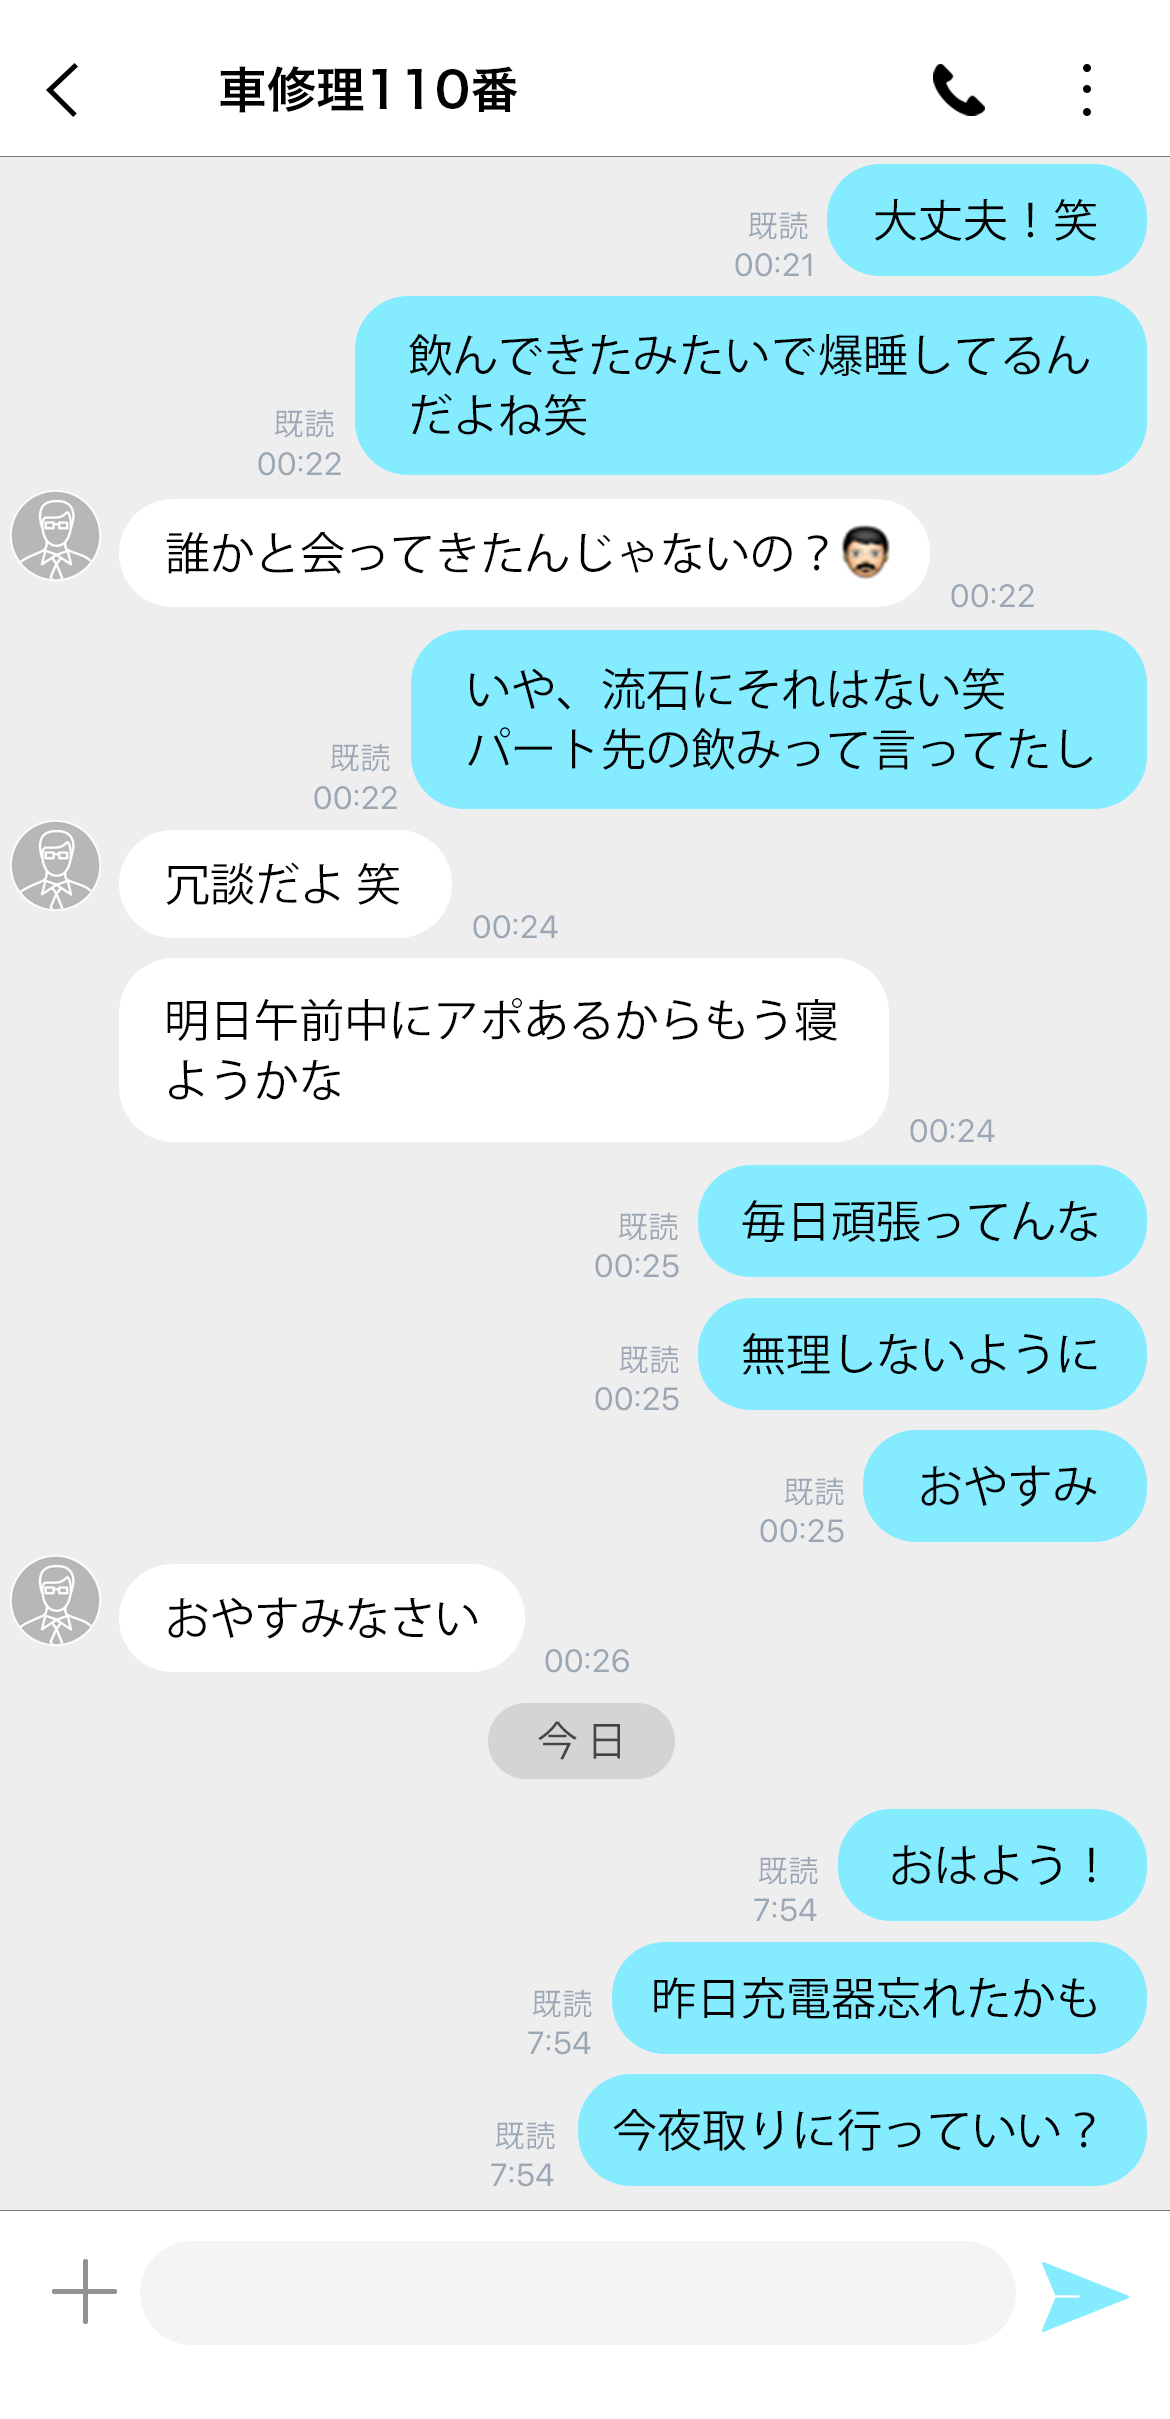 車修理110番
大丈夫！笑
既読
00:21
飲んできたみたいで爆睡してるん
だよね笑
既読
00:22
誰かと会ってきたんじゃないの？
00:22
いや、流石にそれはない笑
パート先の飲みって言ってたし
既読
00:22
冗談だよ 笑
00:24
明日午前中にアポあるからもう寝
ようかな
00:24
毎日頑張ってんな
既読
00:25
無理しないように
既読
00:25
おやすみ
既読
00:25
おやすみなさい
00:26
今日
おはよう！
既読
7:54
昨日充電器忘れたかも
既読
7:54
今夜取りに行っていい？
既読
7:54